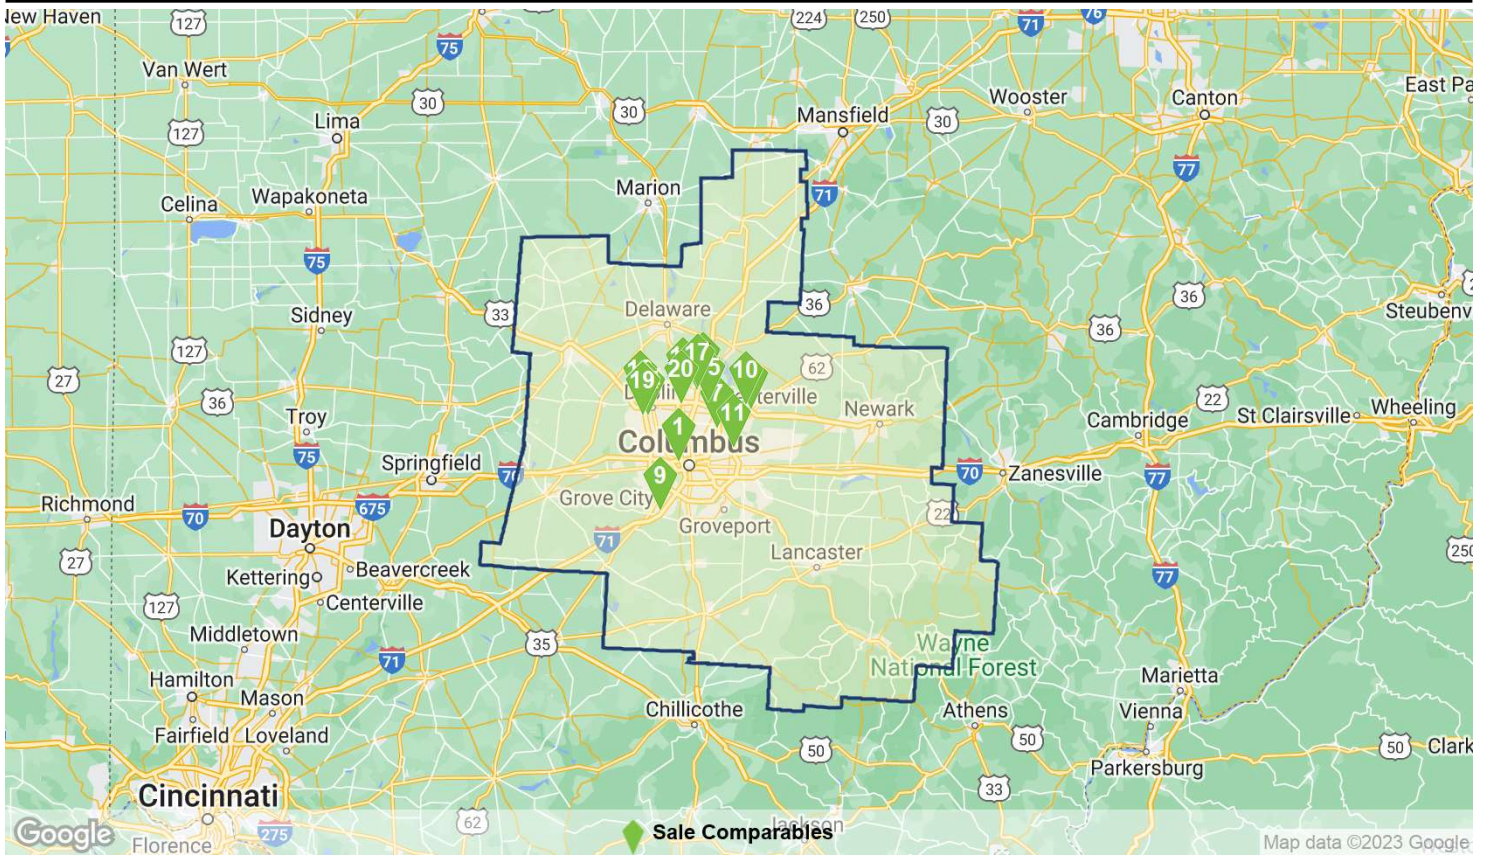 New Haven
127
224
250
71
76
75
Van Wert
East Pa
30
30
Wooster
Canton
Lima
Mansfield
30
127
77
Wapakoneta
Marion
71
Celina
75
36
36
33
Delaware
Steubenv
Sidney
36
127
17
62
27
20
5
10
19
36
22
Newark
St Clairsville
Wheeling
Troy
1
11
Cambridge
75
Columbus
Springfield
70
70
Zanesville
9
77
Richmond
Grove City
675
70
22
Dayton
Groveport
71
250
Lancaster
27
Kettering
Beavercreek
77
127
Centerville
Middletown
35
Wayne
National Forest
71
Marietta
Hamilton
Mason
Chillicothe
Athens
Vienna
Fairfield
Loveland
50
50
50
Clark
Parkersburg
33
Cincinnati
62
275
Google
Sale Comparables
Jackson
Florence
Map data ©2023 Google